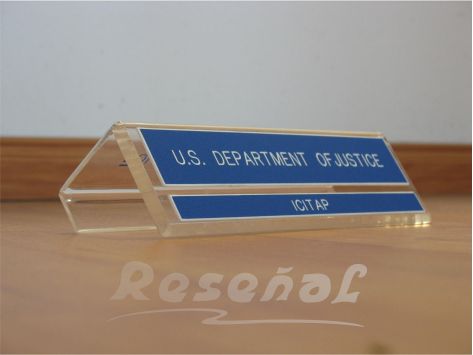 U.S. DEPARTMENT OF JUSTICE
ICITAP
Reseñal